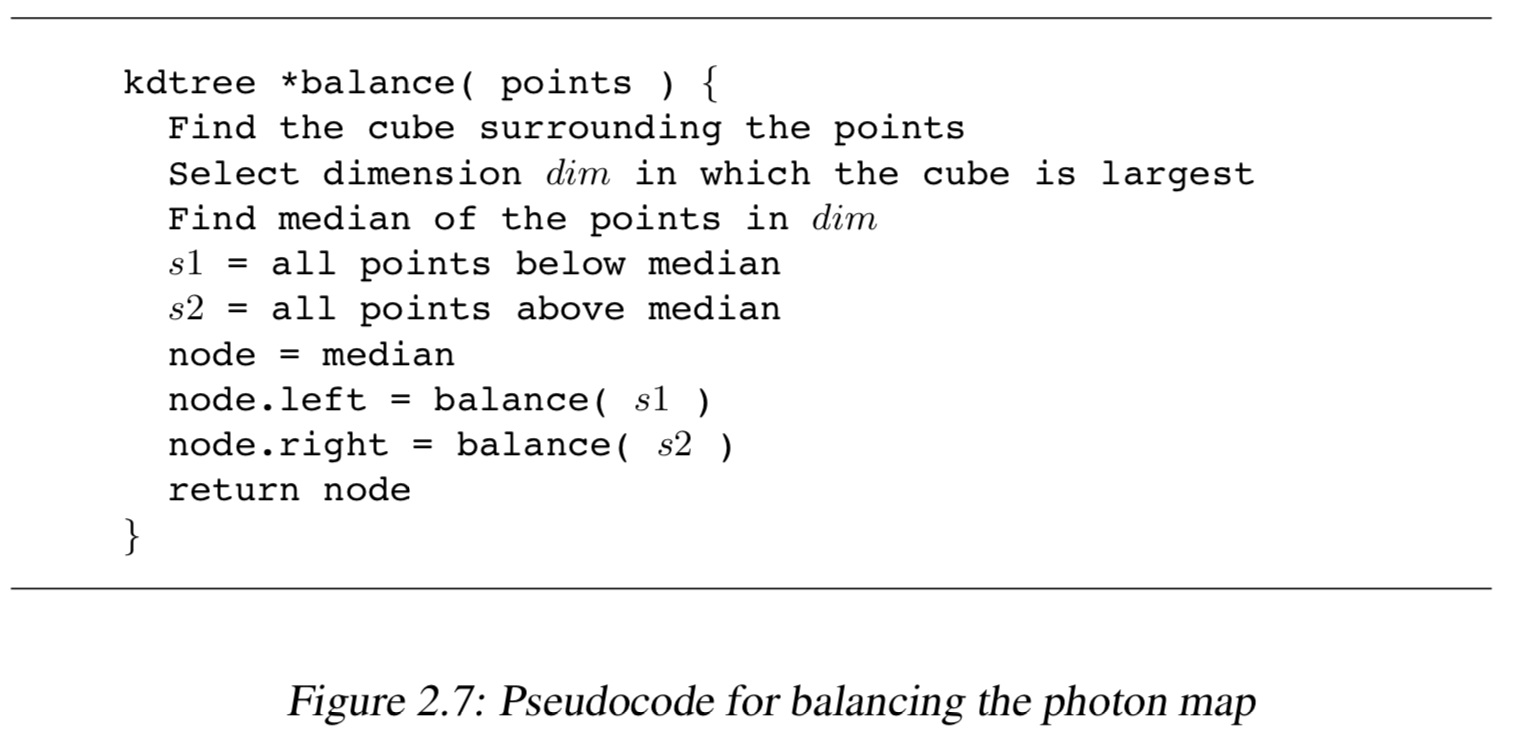 kdtree *balance( points ) {
Find the cube surrounding the points
Select dimension dim in which the cube is largest
Find median of the points in dim
s1 = all points below median
s2 = all points above median
node = median
node.left = balance( s1 )
node.right = balance( s2 )
return node
}
Figure 2.7: Pseudocode for balancing the photon map